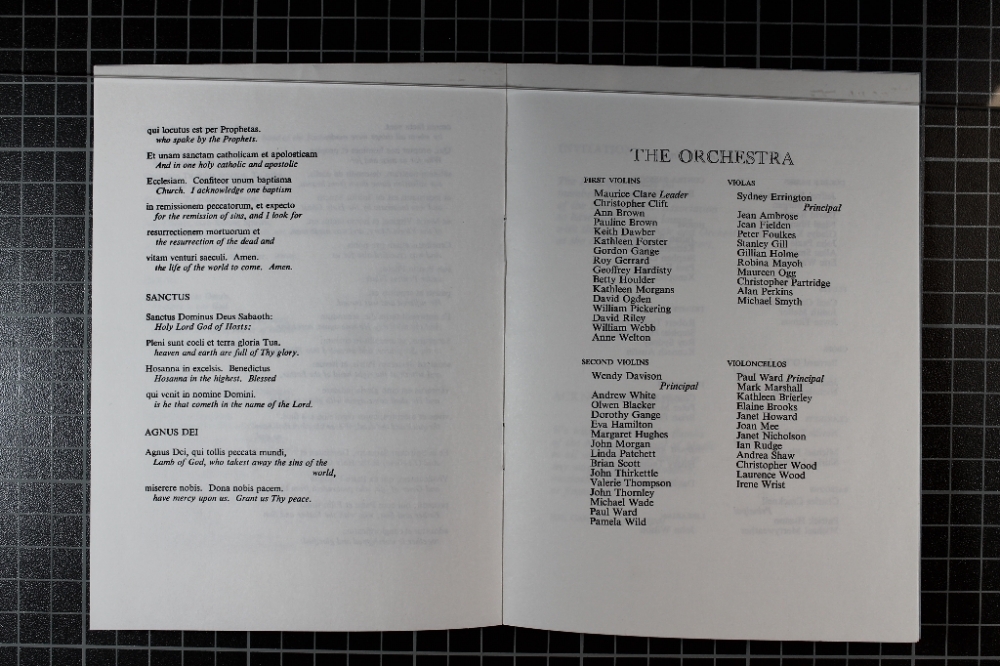 qui locutus est per Prophetas.
who spake by the Prophets.
Et unam sanctam catholicam et apolosticam
And in one holy catholic and apostolic
Ecclesiam. Confiteor unum baptisma
Church. I acknowledge one baptism
in remissionem peccatorum, et expecto
for the remission of sins, and I look for
resurrectionem mortuorum et
the resurrection of the dead and
vitam venturi saeculi. Amen.
the life of the world to come. Amen.
SANCTUS
Sanctus Dominus Deus Sabaoth:
Holy Lord God of Hosts;
Pleni sunt coeli et terra gloria Tua.
heaven and earth are full of Thy glory.
Hosanna in excelsis. Benedictus
Hosanna in the highest. Blessed
qui venit in nomine Domini.
is he that cometh in the name of the Lord.
AGNUS DEI
Agnus Dei, qui tollis peccata mundi,
Lamb of God, who takest away the sins of the
world,
miserere nobis. Dona nobis pacem.
have mercy upon us. Grant us Thy peace.
THE ORCHESTRA
FIRST VIOLINS
Maurice Clare Leader
Christopher Clift
Ann Brown
Pauline Brown
Keith Dawber
Kathleen Forster
Gordon Gange
Roy Gerrard
Geoffrey Hardisty
Betty Houlder
Kathleen Morgans
David Ogden
William Pickering
David Riley
William Webb
Anne Welton
SECOND VIOLINS
Wendy Davison
Principal
Andrew White
Olwen Blacker
Dorothy Gange
Eva Hamilton
Margaret Hughes
John Morgan
Linda Patchett
Brian Scott
John Thirkettle
Valerie Thompson
John Thornley
Michael Wade
Paul Ward
Pamela Wild
VIOLAS
Sydney Errington
Principal
Jean Ambrose
Jean Fielden
Peter Foulkes
Stanley Gill
Gillian Holme
Robina Mayoh
Maureen Ogg
Christopher Partridge
Alan Perkins
Michael Smyth
VIOLONCELLOS
Paul Ward Principal
Mark Marshall
Kathleen Brierley
Elaine Brooks
Janet Howard
Joan Mee
Janet Nicholson
Ian Rudge
Andrea Shaw
Christopher Wood
Laurence Wood
Irene Wrist